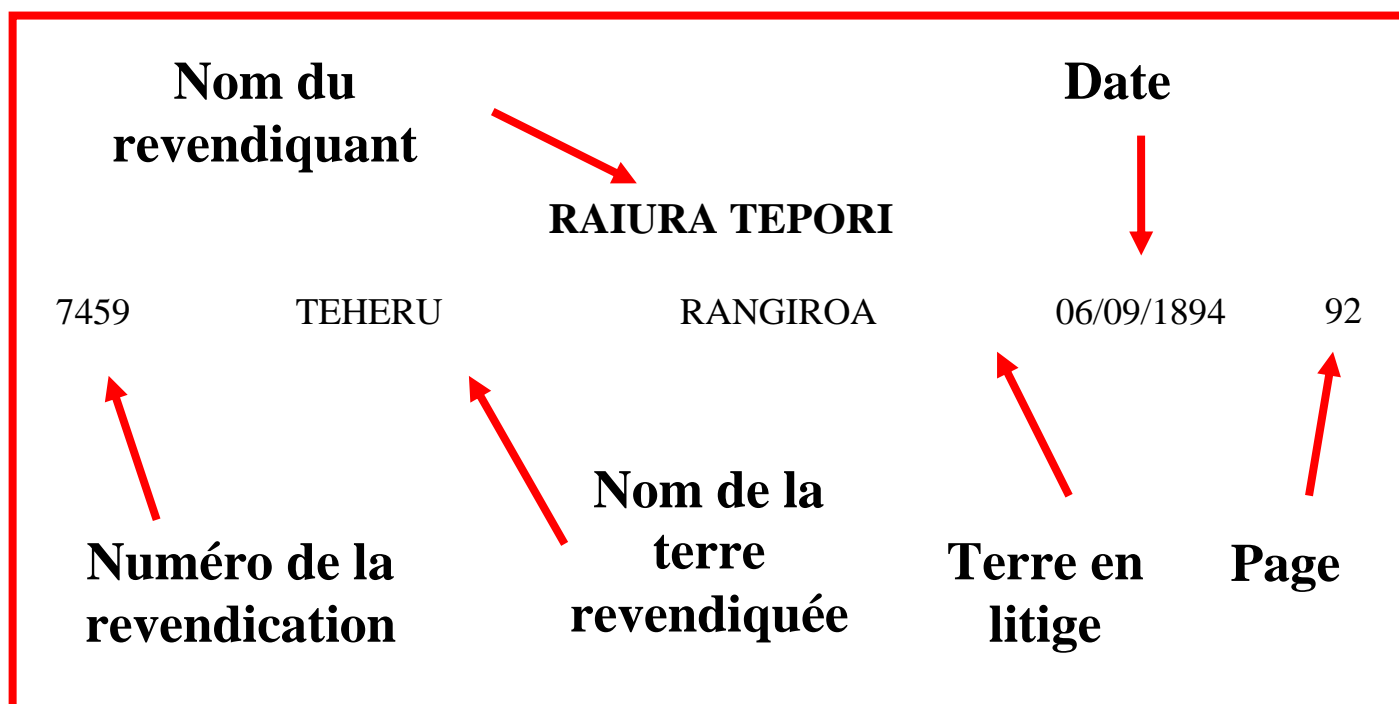 Nom du
revendiquant
Date
RAIURA TEPORI
7459 TEHERU RANGIROA 06/09/1894 92
Numéro de la
revendication
Nom de la
terre
revendiquée
Terre en
litige
Page